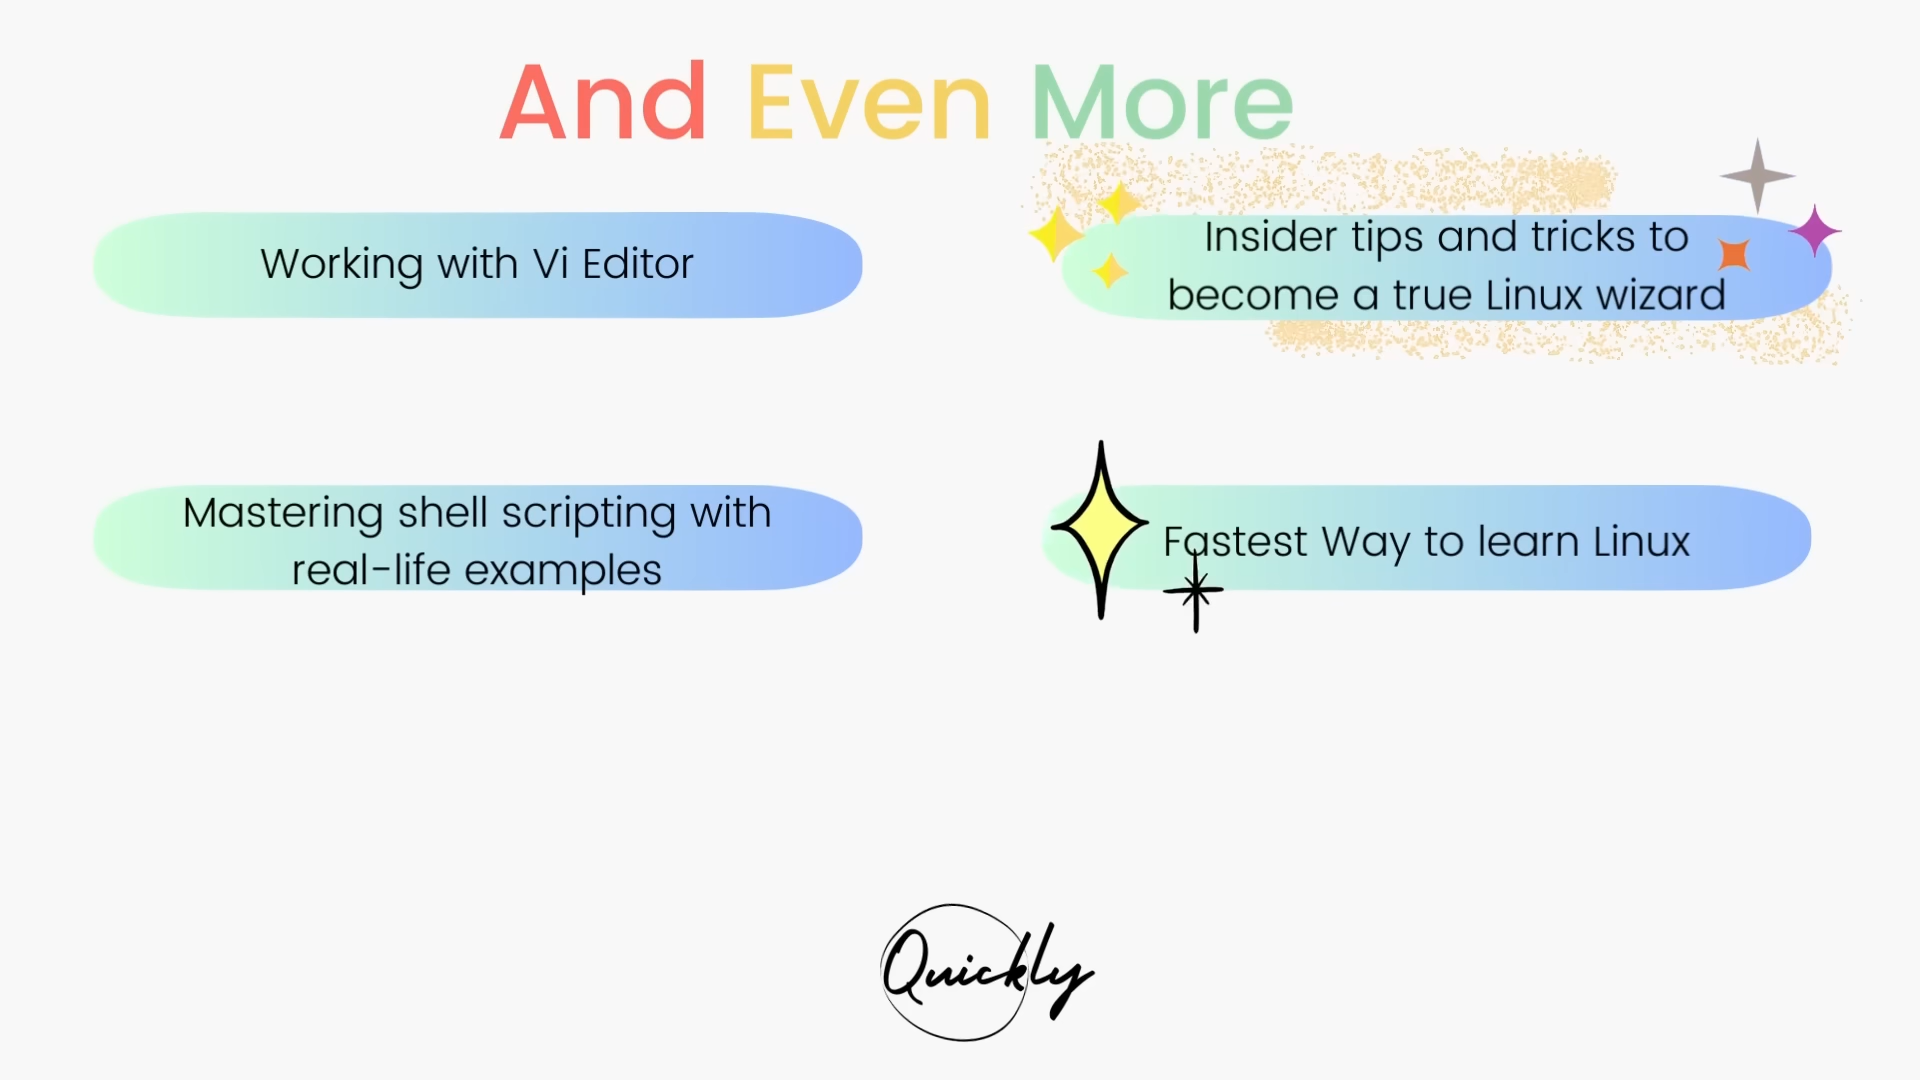 And Even More
Working with Vi Editor
Insider tips and tricks to
become a true Linux wizard
Mastering shell scripting with
real-life examples
Fastest Way to learn Linux
Quickly